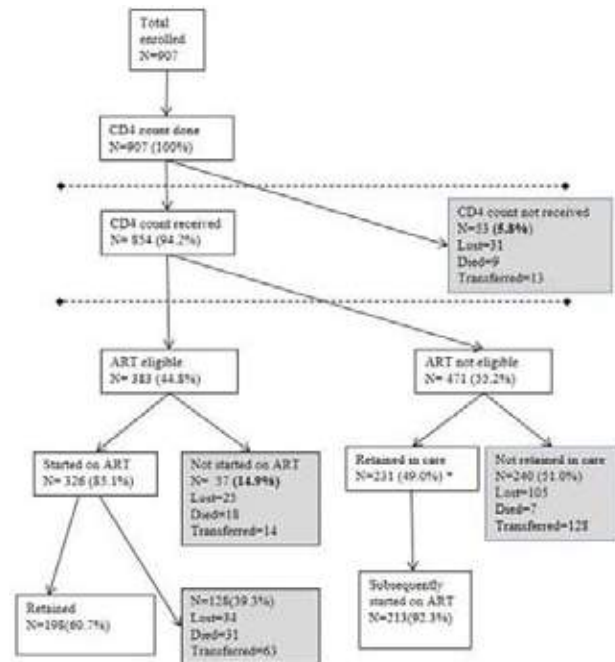 Total
enrolled
N=907
CD4 count done
N=907 (100%)
CD4 count received
N= 854 (94.2%)
CD4 count not received
N=53 (5.8%)
Lost=31
Died=9
Transferred=13
ART eligible
N= 383 (44.8%)
ART not eligible
N= 471 (55.2%)
Started on ART
N= 326 (85.1%)
Not started on ART
N= 57 (14.9%)
Lost=25
Died=18
Transferred=14
Retained in care
N=231 (49.0%) *
Not retained in care
N=240 (51.0%)
Lost=105
Died=7
Transferred=128
Retained
N=198(60.7%)
N=128(39.3%)
Lost=34
Died=31
Transferred=63
Subsequently
started on ART
N=213(92.3%)